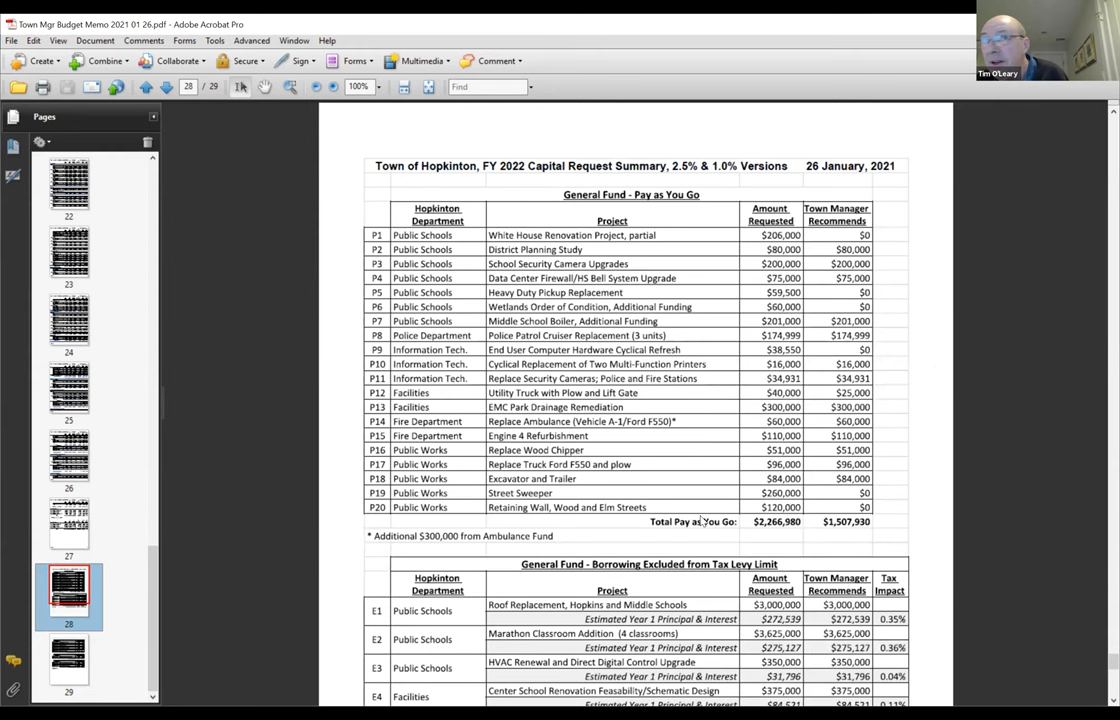 Town Mgr Budget Memo 2021 01 26.pdf - Adobe Acrobat Pro
File Edit View Document Comments Forms Tools Advanced Window Help
Create Combine Collaborate Secure Sign Forms Multimedia Comment
28 / 29 100% Find
Tim O'Leary
Pages
22
23
24
25
26
27
28
29
Town of Hopkinton, FY 2022 Capital Request Summary, 2.5% & 1.0% Versions 26 January, 2021
General Fund - Pay as You Go
Hopkinton Department Project Amount Requested Town Manager Recommends
P1 Public Schools White House Renovation Project, partial $206,000 $0
P2 Public Schools District Planning Study $80,000 $80,000
P3 Public Schools School Security Camera Upgrades $200,000 $200,000
P4 Public Schools Data Center Firewall/HS Bell System Upgrade $75,000 $75,000
P5 Public Schools Heavy Duty Pickup Replacement $59,500 $0
P6 Public Schools Wetlands Order of Condition, Additional Funding $60,000 $0
P7 Public Schools Middle School Boiler, Additional Funding $201,000 $201,000
P8 Police Department Police Patrol Cruiser Replacement (3 units) $174,999 $174,999
P9 Information Tech. End User Computer Hardware Cyclical Refresh $38,550 $0
P10 Information Tech. Cyclical Replacement of Two Multi-Function Printers $16,000 $16,000
P11 Information Tech. Replace Security Cameras; Police and Fire Stations $34,931 $34,931
P12 Facilities Utility Truck with Plow and Lift Gate $40,000 $25,000
P13 Facilities EMC Park Drainage Remediation $300,000 $300,000
P14 Fire Department Replace Ambulance (Vehicle A-1/Ford F550)* $60,000 $60,000
P15 Fire Department Engine 4 Refurbishment $110,000 $110,000
P16 Public Works Replace Wood Chipper $51,000 $51,000
P17 Public Works Replace Truck Ford F550 and plow $96,000 $96,000
P18 Public Works Excavator and Trailer $84,000 $84,000
P19 Public Works Street Sweeper $260,000 $0
P20 Public Works Retaining Wall, Wood and Elm Streets $120,000 $0
Total Pay as You Go: $2,266,980 $1,507,930
* Additional $300,000 from Ambulance Fund
General Fund - Borrowing Excluded from Tax Levy Limit
Hopkinton Department Project Amount Requested Town Manager Recommends Tax Impact
E1 Public Schools Roof Replacement, Hopkins and Middle Schools $3,000,000 $3,000,000
Estimated Year 1 Principal & Interest $272,539 $272,539 0.35%
E2 Public Schools Marathon Classroom Addition (4 classrooms) $3,625,000 $3,625,000
Estimated Year 1 Principal & Interest $275,127 $275,127 0.36%
E3 Public Schools HVAC Renewal and Direct Digital Control Upgrade $350,000 $350,000
Estimated Year 1 Principal & Interest $31,796 $31,796 0.04%
E4 Facilities Center School Renovation Feasability/Schematic Design $375,000 $375,000
Estimated Year 1 Principal & Interest $84,521 $84,521 0.11%